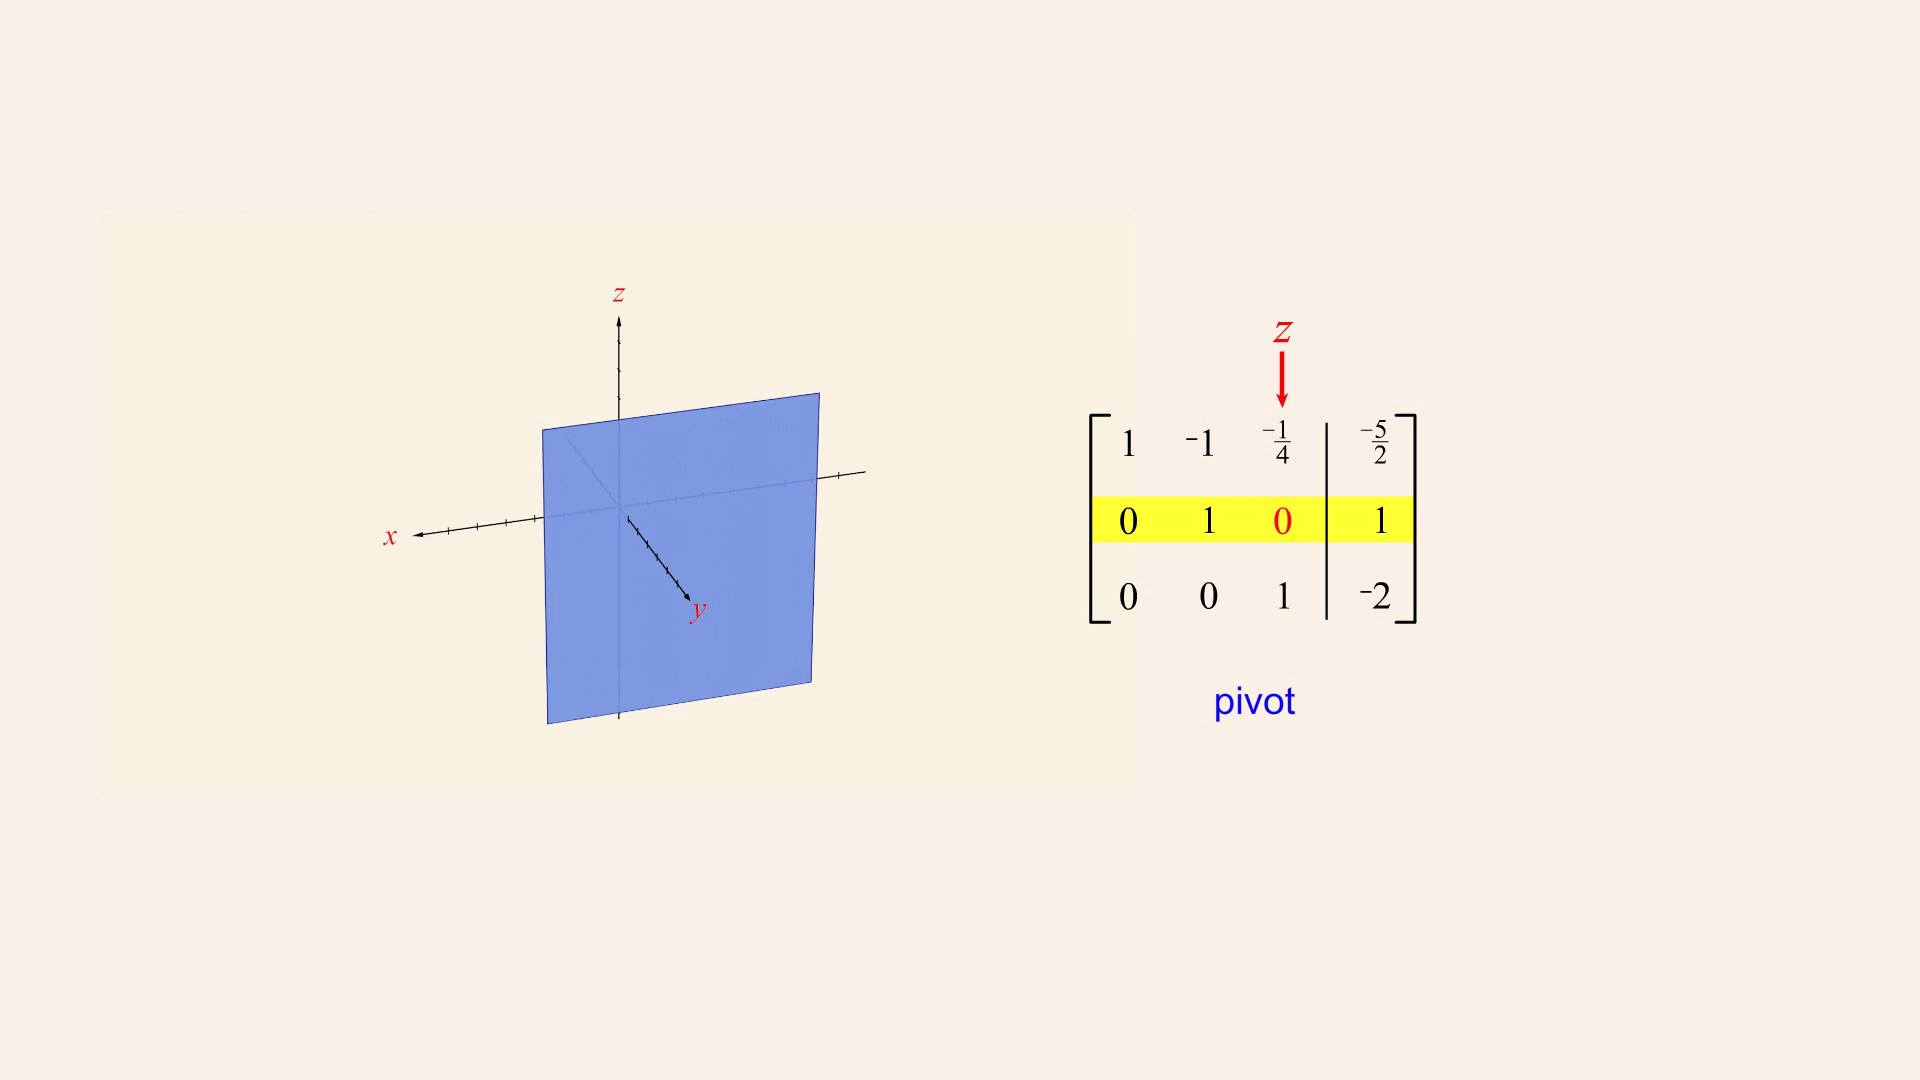 z
x
y
z
1 -1 -1/4 | -5/2
0 1 0 | 1
0 0 1 | -2
pivot